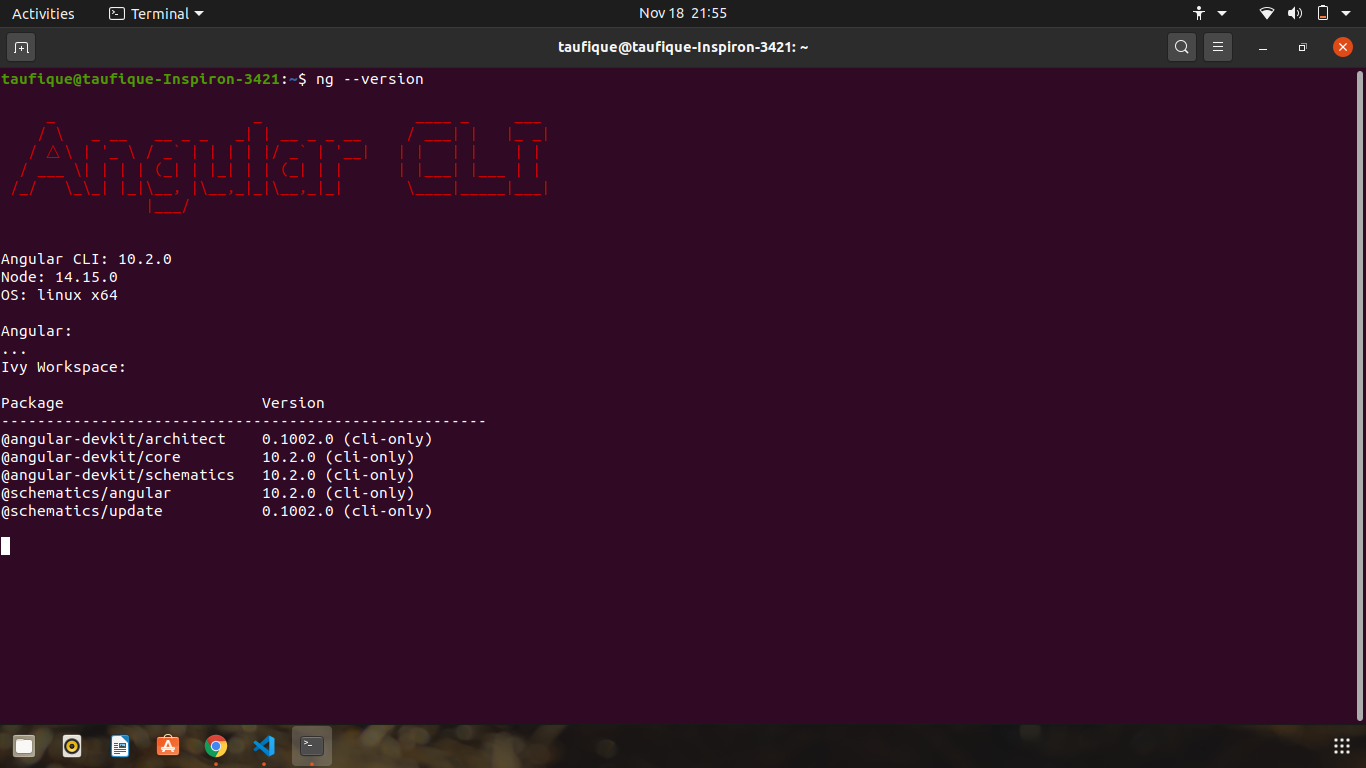 Activities Terminal Nov 18 21:55
taufique@taufique-Inspiron-3421: ~
taufique@taufique-Inspiron-3421:~$ ng --version
Angular CLI
Angular CLI: 10.2.0
Node: 14.15.0
OS: linux x64
Angular:
...
Ivy Workspace:
Package Version
------------------------------------------------------
@angular-devkit/architect 0.1002.0 (cli-only)
@angular-devkit/core 10.2.0 (cli-only)
@angular-devkit/schematics 10.2.0 (cli-only)
@schematics/angular 10.2.0 (cli-only)
@schematics/update 0.1002.0 (cli-only)